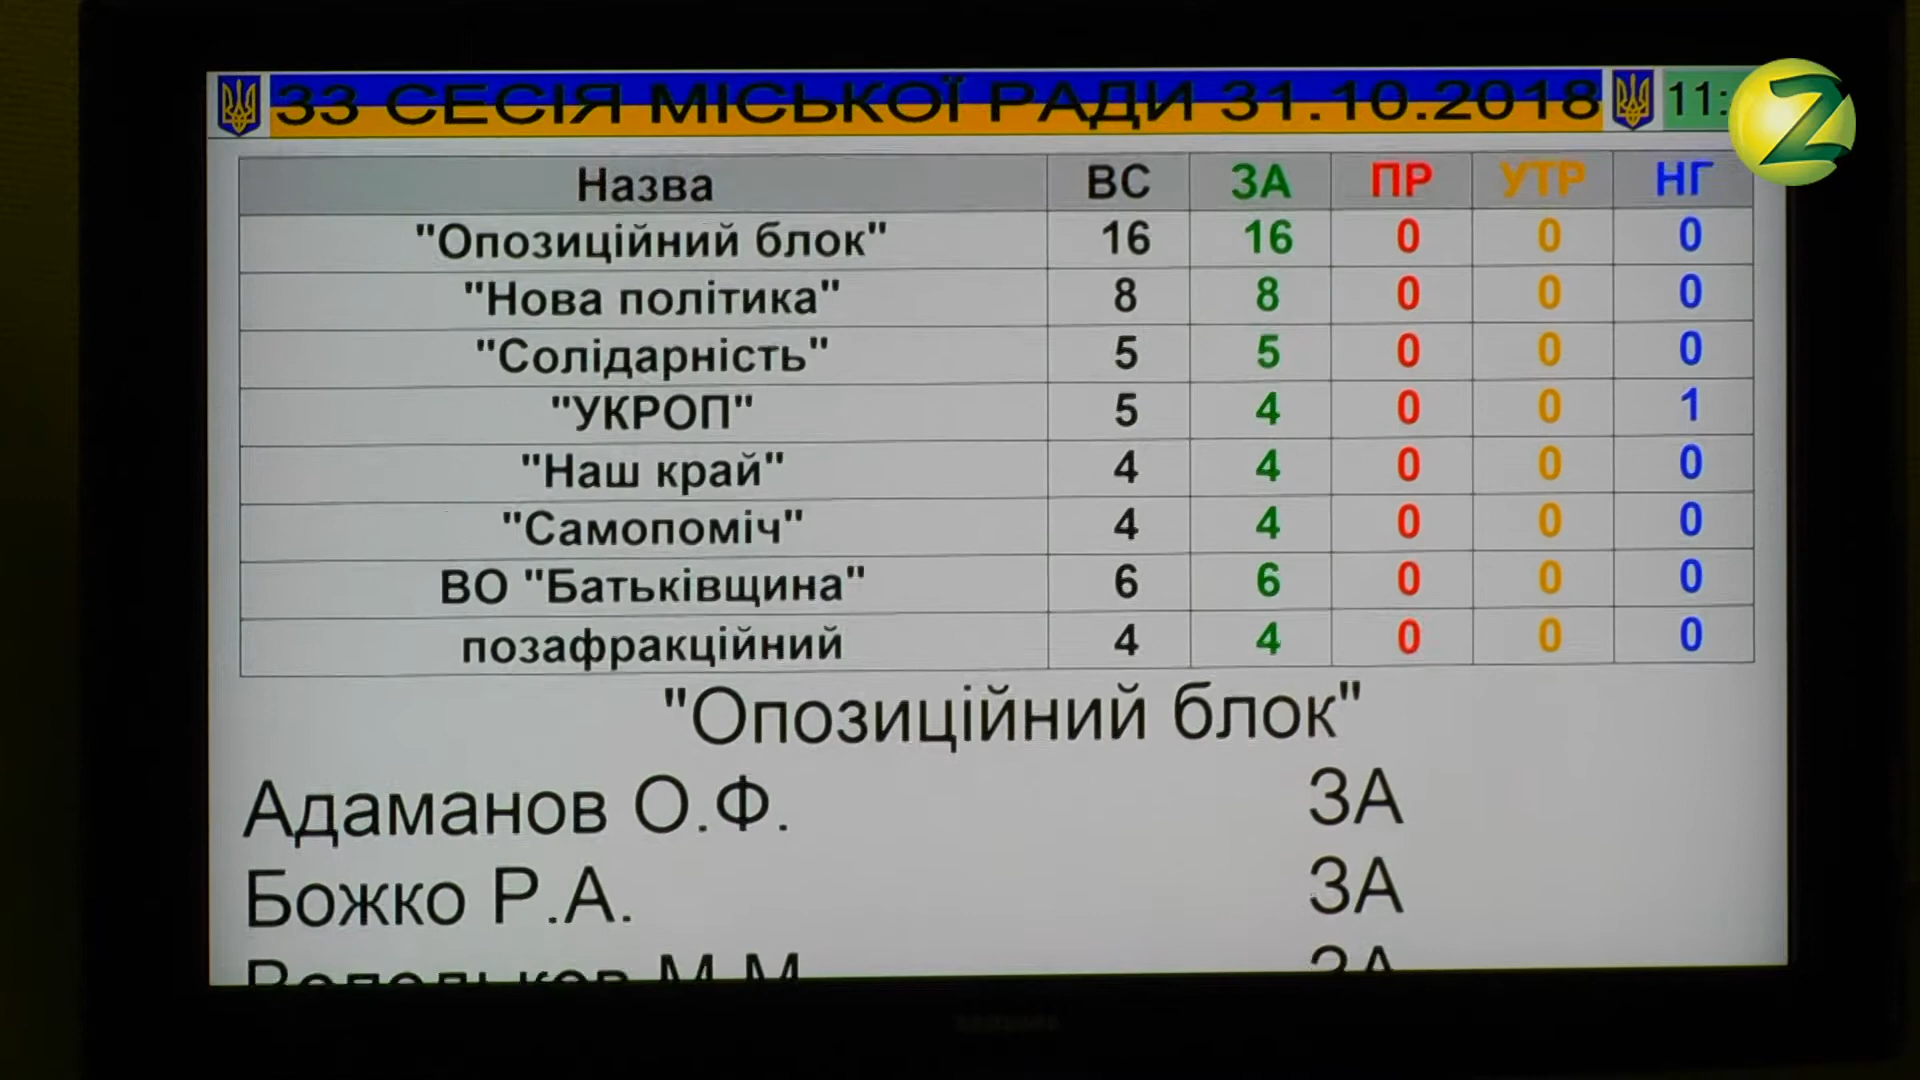 33 СЕСІЯ МІСЬКОЇ РАДИ 31.10.2018 11:
Назва ВС ЗА ПР УТР НГ
"Опозиційний блок" 16 16 0 0 0
"Нова політика" 8 8 0 0 0
"Солідарність" 5 5 0 0 0
"УКРОП" 5 4 0 0 1
"Наш край" 4 4 0 0 0
"Самопоміч" 4 4 0 0 0
ВО "Батьківщина" 6 6 0 0 0
позафракційний 4 4 0 0 0
"Опозиційний блок"
Адаманов О.Ф. ЗА
Божко Р.А. ЗА
М.М. ЗА